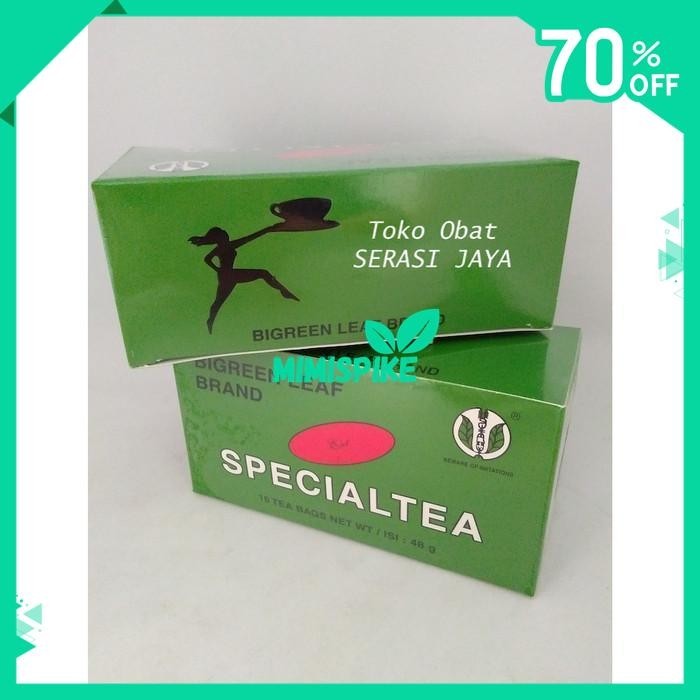 70%
OFF
Toko Obat
SERASI JAYA
BIGREEN LEAF BRAND
MIMISPIKE
BIGREEN LEAF
BRAND
SPECIALTEA
16 TEA BAGS NET WT / ISI : 48 g
®
BEWARE OF IMITATIONS